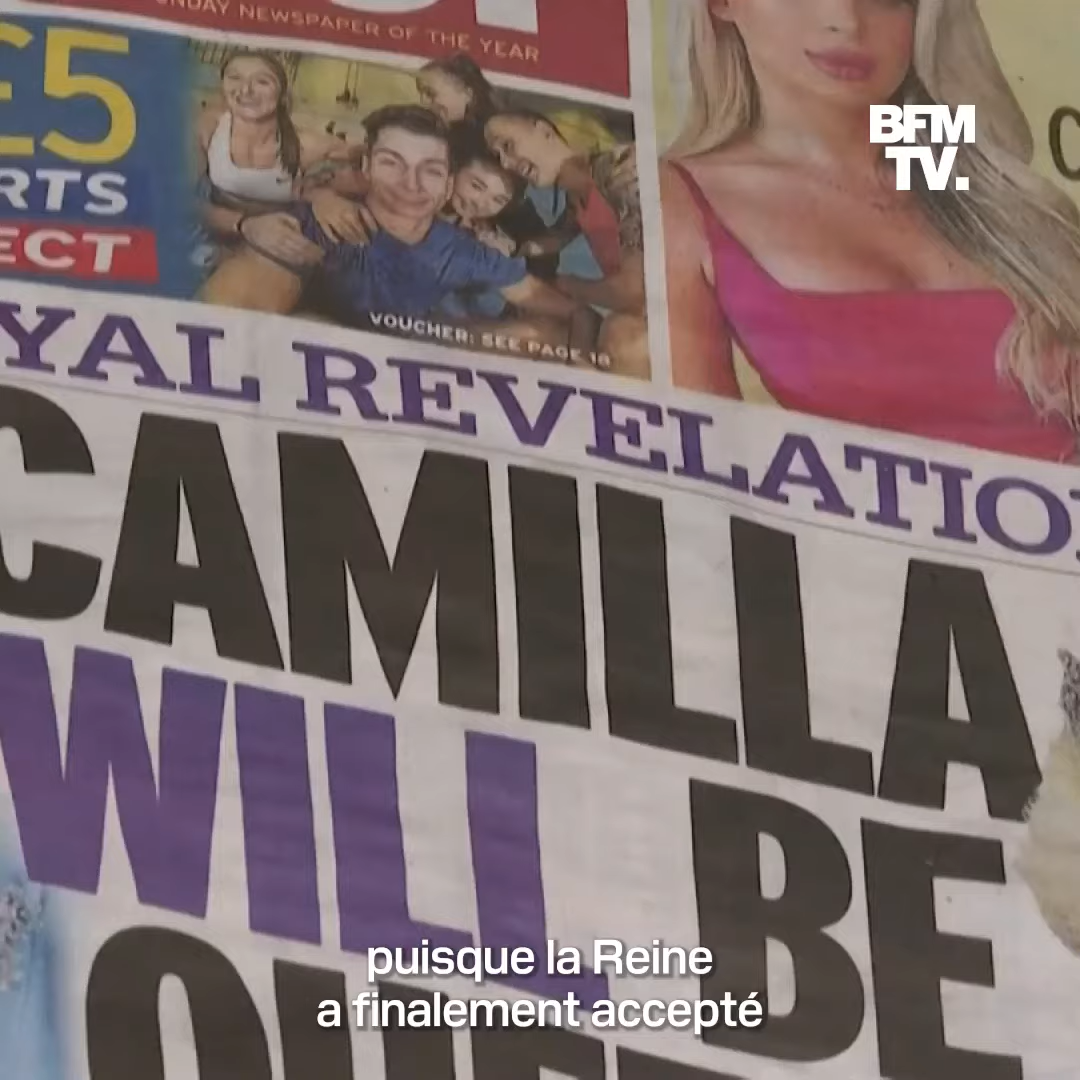 SUNDAY NEWSPAPER OF THE YEAR
BFM
TV.
£5
RTS
ECT
VOUCHER: SEE PAGE 18
YAL REVELATIO
CAMILLA
WILL BE
puisque la Reine
a finalement accepté